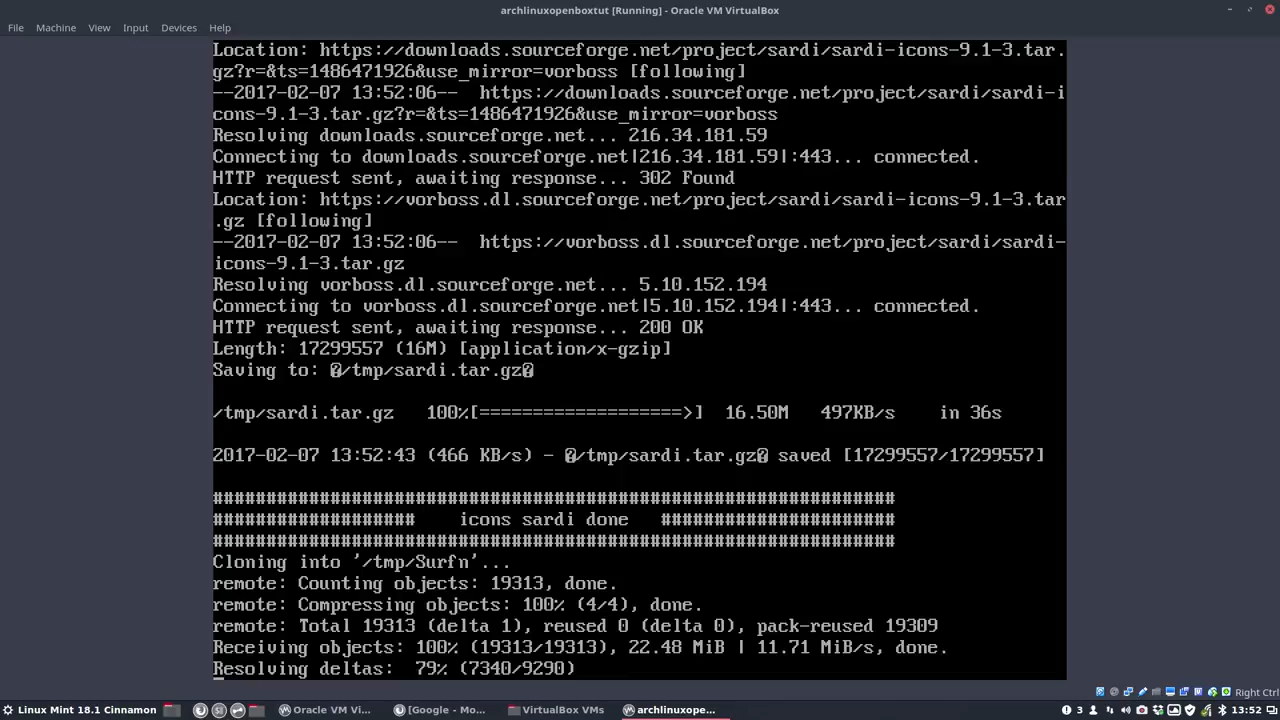 archlinuxopenboxtut [Running] - Oracle VM VirtualBox
File Machine View Input Devices Help
Location: https://downloads.sourceforge.net/project/sardi/sardi-icons-9.1-3.tar.
gz?r=&ts=1486471926&use_mirror=vorboss [following]
--2017-02-07 13:52:06--  https://downloads.sourceforge.net/project/sardi/sardi-i
cons-9.1-3.tar.gz?r=&ts=1486471926&use_mirror=vorboss
Resolving downloads.sourceforge.net... 216.34.181.59
Connecting to downloads.sourceforge.net|216.34.181.59|:443... connected.
HTTP request sent, awaiting response... 302 Found
Location: https://vorboss.dl.sourceforge.net/project/sardi/sardi-icons-9.1-3.tar
.gz [following]
--2017-02-07 13:52:06--  https://vorboss.dl.sourceforge.net/project/sardi/sardi-
icons-9.1-3.tar.gz
Resolving vorboss.dl.sourceforge.net... 5.10.152.194
Connecting to vorboss.dl.sourceforge.net|5.10.152.194|:443... connected.
HTTP request sent, awaiting response... 200 OK
Length: 17299557 (16M) [application/x-gzip]
Saving to: �/tmp/sardi.tar.gz�
/tmp/sardi.tar.gz   100%[===================>]  16.50M   497KB/s    in 36s
2017-02-07 13:52:43 (466 KB/s) - �/tmp/sardi.tar.gz� saved [17299557/17299557]
################################################################
###################    icons sardi done   ######################
################################################################
Cloning into '/tmp/Surfn'...
remote: Counting objects: 19313, done.
remote: Compressing objects: 100% (4/4), done.
remote: Total 19313 (delta 1), reused 0 (delta 0), pack-reused 19309
Receiving objects: 100% (19313/19313), 22.48 MiB | 11.71 MiB/s, done.
Resolving deltas:  79% (7340/9290)
Right Ctrl
Linux Mint 18.1 Cinnamon
Oracle VM Vi...
[Google - Mo...
VirtualBox VMs
archlinuxope...
3
13:52